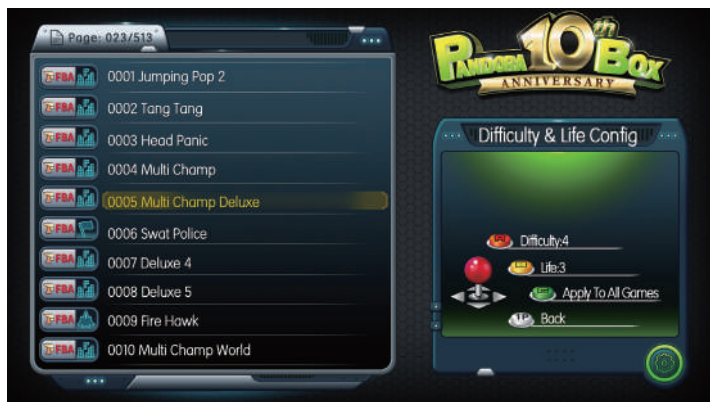 Page: 023/513
FBA 0001 Jumping Pop 2
FBA 0002 Tang Tang
FBA 0003 Head Panic
FBA 0004 Multi Champ
FBA 0005 Multi Champ Deluxe
FBA 0006 Swat Police
FBA 0007 Deluxe 4
FBA 0008 Deluxe 5
FBA 0009 Fire Hawk
FBA 0010 Multi Champ World
PANDORA 10th BOX
ANNIVERSARY
Difficulty & Life Config
Difficulty:4
Life:3
Apply To All Games
1P Back